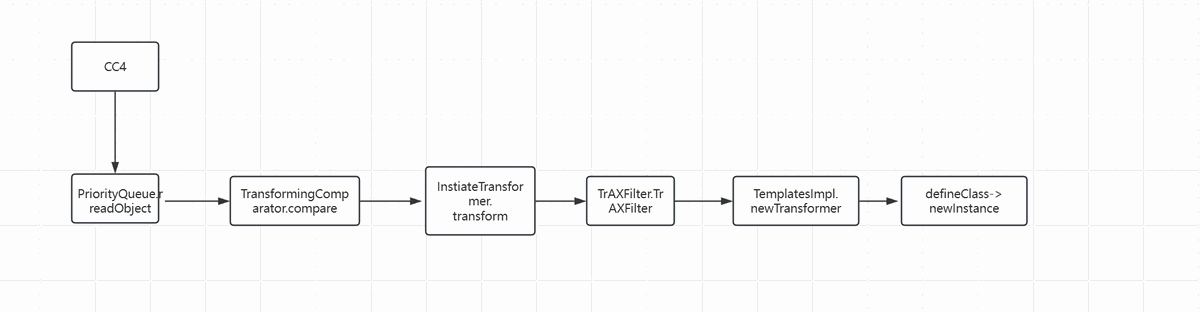 CC4
PriorityQueue.r
readObject
TransformingComp
arator.compare
InstiateTransfor
mer.
transform
TrAXFilter.Tr
AXFilter
TemplatesImpl.
newTransformer
defineClass->
newInstance